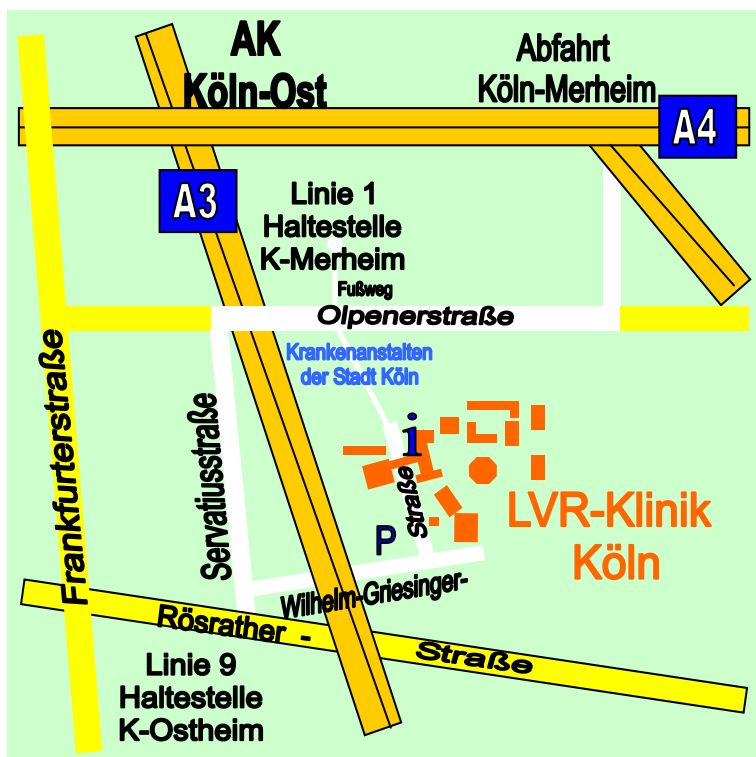 AK
Köln-Ost
Abfahrt
Köln-Merheim
A4
A3
Linie 1
Haltestelle
K-Merheim
Fußweg
Olpenerstraße
Krankenanstalten
der Stadt Köln
Frankfurterstraße
Servatiusstraße
i
Straße
P
LVR-Klinik
Köln
Wilhelm-Griesinger-
Rösrather -
Straße
Linie 9
Haltestelle
K-Ostheim